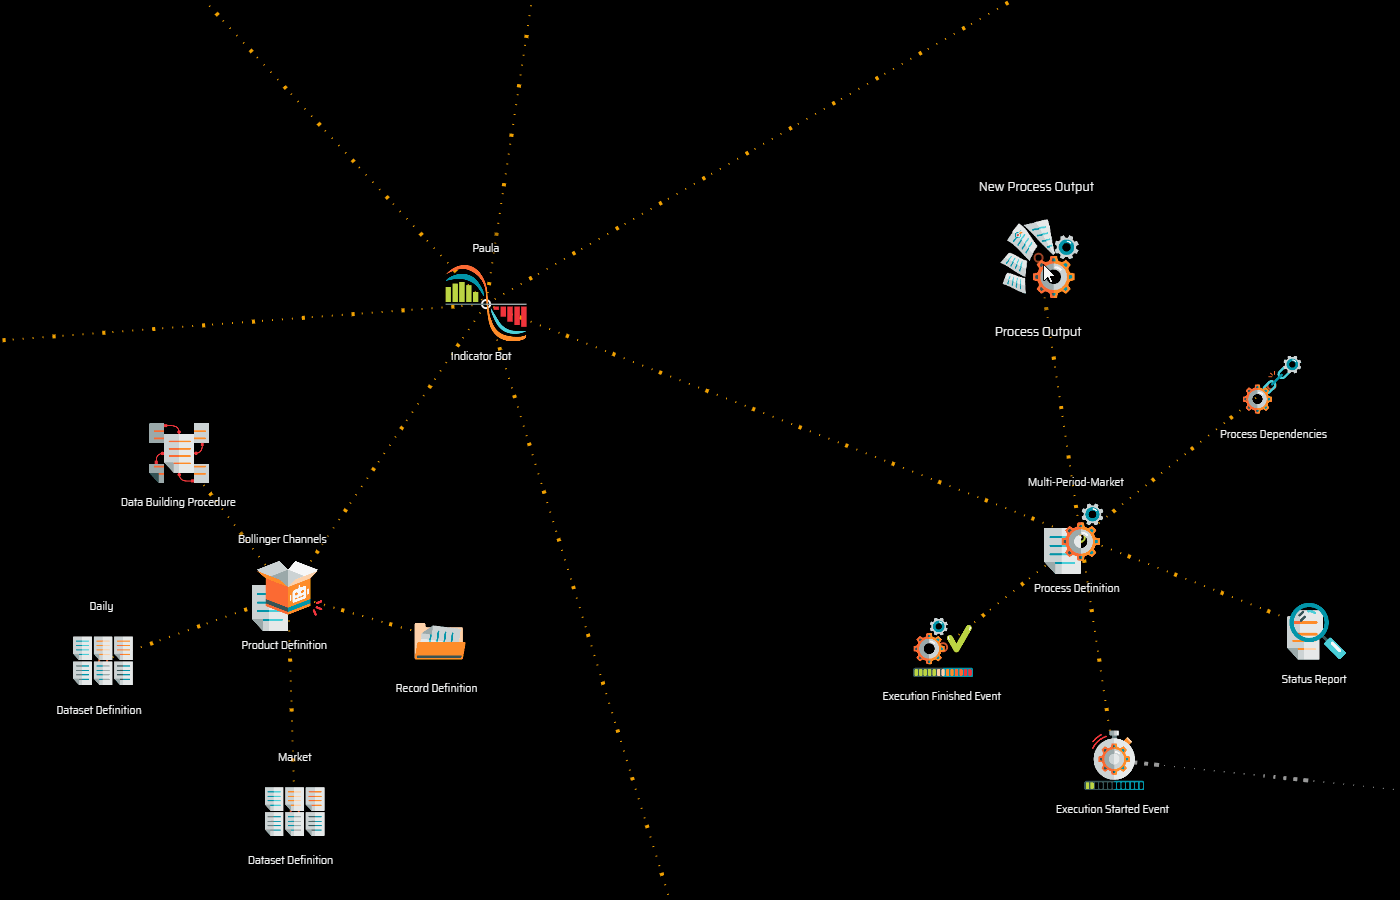 New Process Output
Process Output
Paula
Indicator Bot
Process Dependencies
Multi-Period-Market
Process Definition
Data Building Procedure
Bollinger Channels
Product Definition
Daily
Dataset Definition
Record Definition
Execution Finished Event
Status Report
Market
Dataset Definition
Execution Started Event